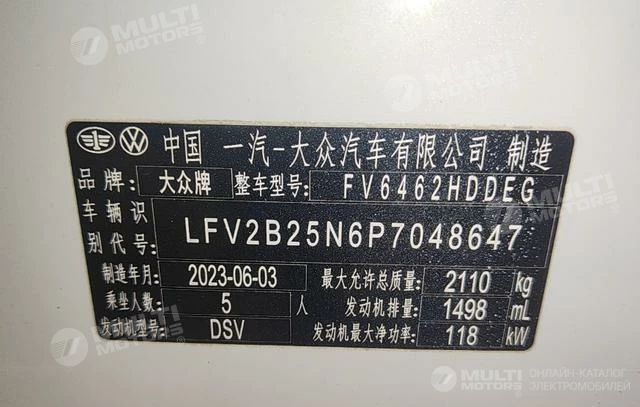 MULTI
MOTORS
MULTI
MOTORS
中国 一汽-大众汽车有限公司 制造
品牌: 大众牌 整车型号: FV6462HDDEG
车辆识
别代号: LFV2B25N6P7048647
制造年月: 2023-06-03 最大允许总质量: 2110 kg
乘坐人数: 5 人 发动机排量: 1498 mL
发动机型号: DSV 发动机最大净功率: 118 kW
MULTI
MOTORS
MULTI
MOTORS
ОНЛАЙН-КАТАЛОГ
ЭЛЕКТРОМОБИЛЕЙ